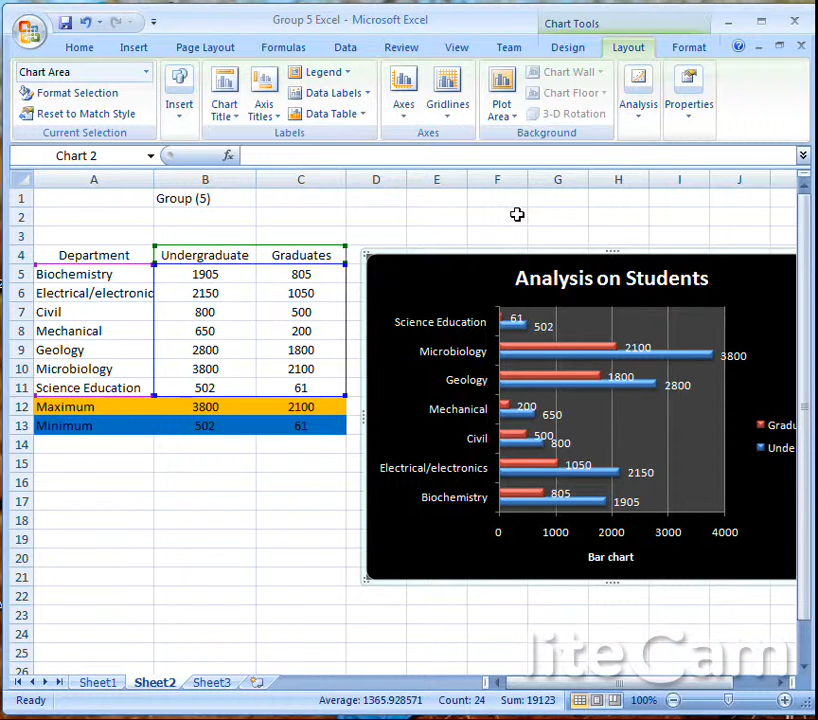 Group 5 Excel - Microsoft Excel
Chart Tools
Home Insert Page Layout Formulas Data Review View Team Design Layout Format
Chart Area
Format Selection
Reset to Match Style
Current Selection
Insert
Chart Title
Axis Titles
Legend
Data Labels
Data Table
Labels
Axes
Gridlines
Axes
Plot Area
Chart Wall
Chart Floor
3-D Rotation
Background
Analysis
Properties
Chart 2 fx
A B C D E F G H I J
1 Group (5)
2
3
4 Department Undergraduate Graduates
5 Biochemistry 1905 805
6 Electrical/electronic 2150 1050
7 Civil 800 500
8 Mechanical 650 200
9 Geology 2800 1800
10 Microbiology 3800 2100
11 Science Education 502 61
12 Maximum 3800 2100
13 Minimum 502 61
14
15
16
17
18
19
20
21
22
23
24
25
26
Analysis on Students
Science Education 61 502
Microbiology 2100 3800
Geology 1800 2800
Mechanical 200 650
Civil 500 800
Electrical/electronics 1050 2150
Biochemistry 805 1905
0 1000 2000 3000 4000
Bar chart
Gradu
Unde
liteCam
Sheet1 Sheet2 Sheet3
Ready Average: 1365.928571 Count: 24 Sum: 19123 100%